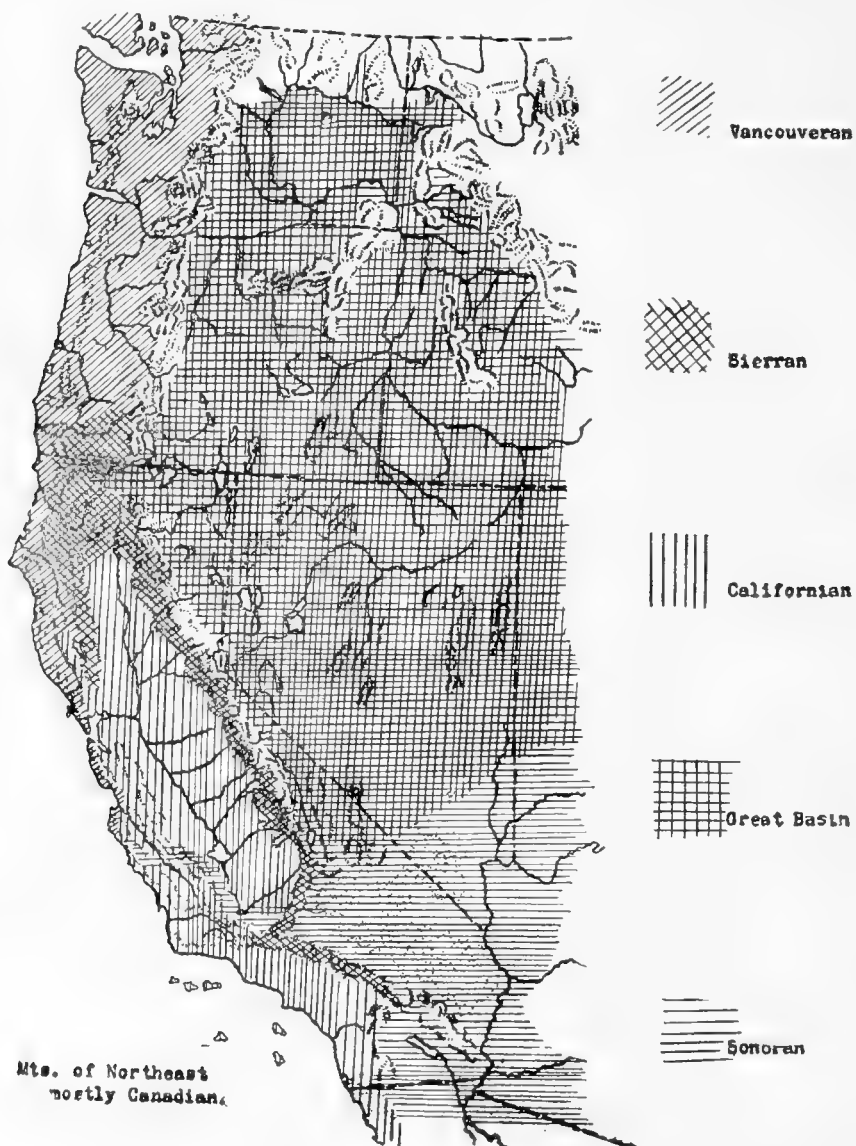 Vancouveran
Sierran
Californian
Great Basin
Sonoran
Mts. of Northeast
mostly Canadian.